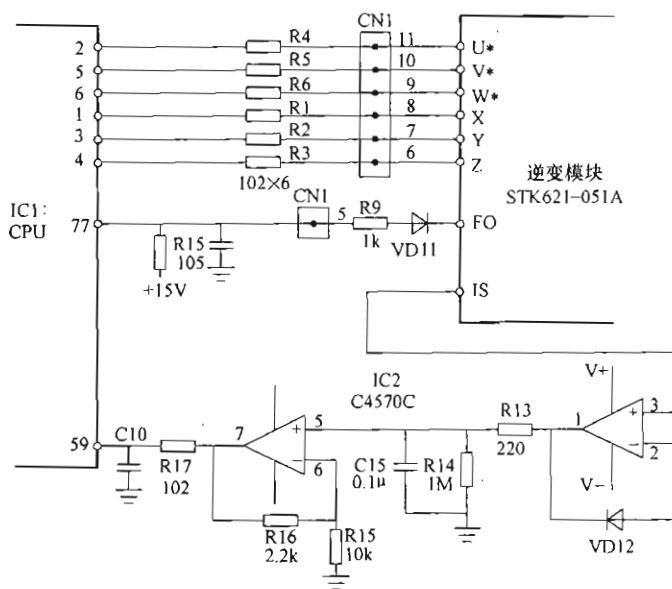 CN1
2 R4 11 U*
5 R5 10 V*
6 R6 9 W*
1 R1 8 X
3 R2 7 Y
4 R3 6 Z
102×6
逆变模块
STK621-051A
IC1:
CPU
CN1
77 5 R9 FO
1k VD11
R15
105
+15V
IS
IC2
C4570C
V+
59 C10 7 5 R13 1 3
R17 6 220 2
102
C15 R14
0.1μ 1M
V-
R16 R15
2.2k 10k
VD12